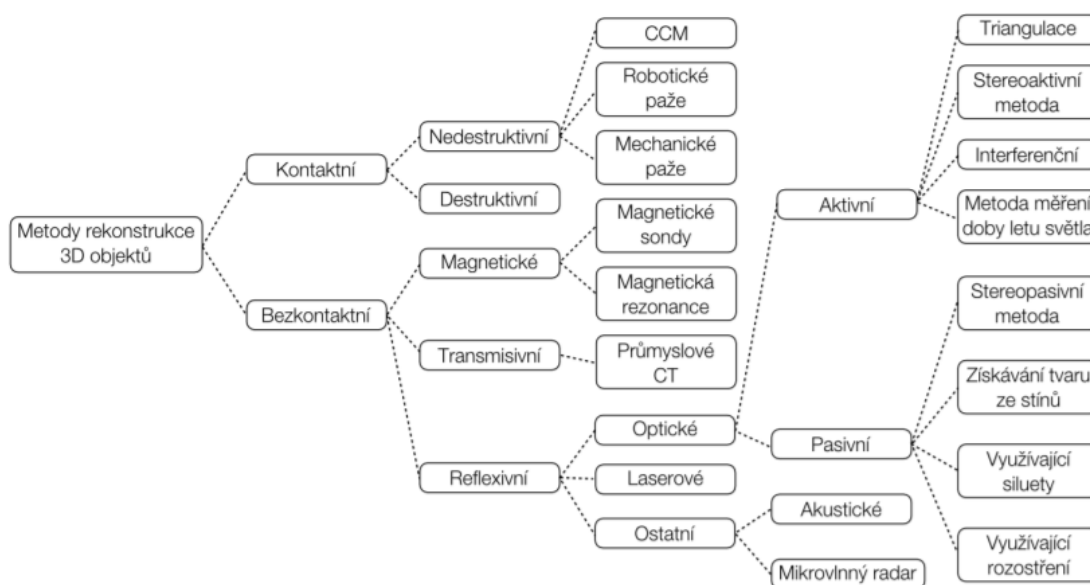 Metody rekonstrukce
3D objektů
Kontaktní
Bezkontaktní
Nedestruktivní
Destruktivní
Magnetické
Transmisivní
Reflexivní
CCM
Robotické
paže
Mechanické
paže
Magnetické
sondy
Magnetická
rezonance
Průmyslové
CT
Optické
Laserové
Ostatní
Aktivní
Pasivní
Akustické
Mikrovlnný radar
Triangulace
Stereoaktivní
metoda
Interferenční
Metoda měření
doby letu světla
Stereopasivní
metoda
Získávání tvaru
ze stínů
Využívající
siluety
Využívající
rozostření